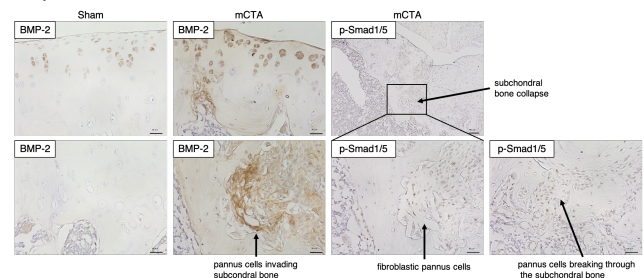 Sham
mCTA
mCTA
BMP-2
BMP-2
p-Smad1/5
subchondral
bone collapse
BMP-2
BMP-2
p-Smad1/5
p-Smad1/5
pannus cells invading
subcondral bone
fibroblastic pannus cells
pannus cells breaking through
the subchondral bone